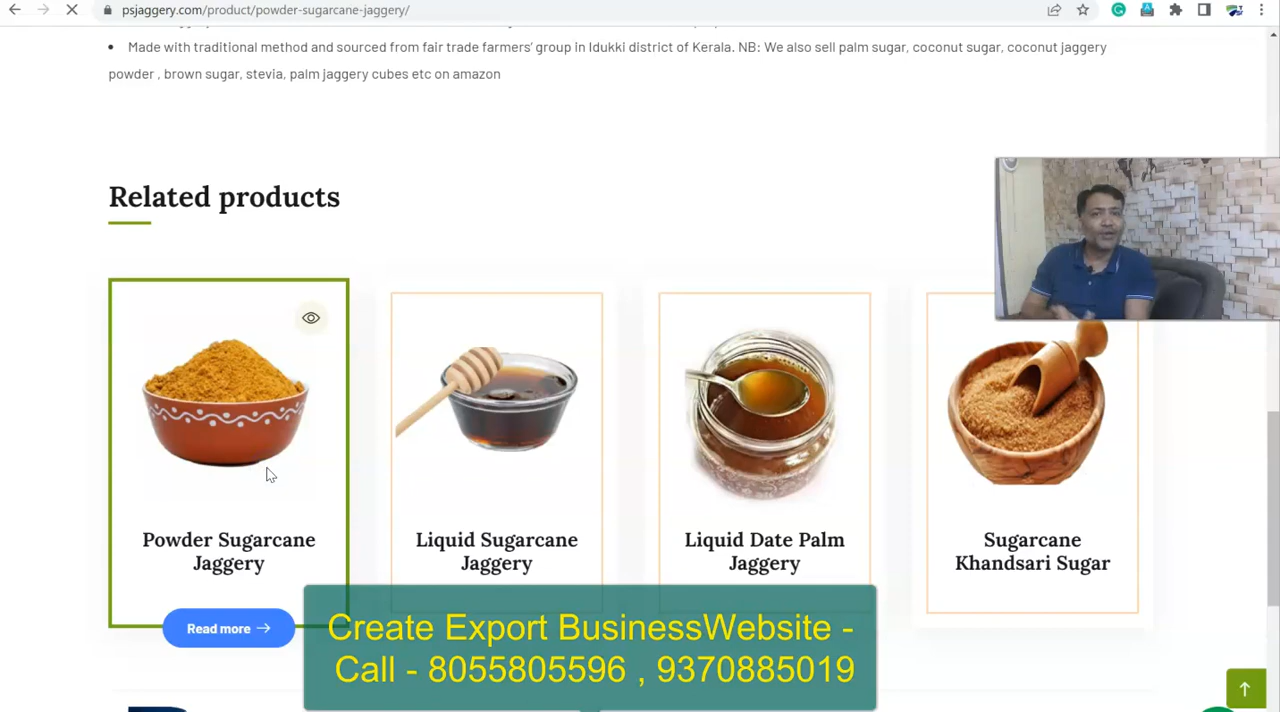 psjaggery.com/product/powder-sugarcane-jaggery/
Made with traditional method and sourced from fair trade farmers' group in Idukki district of Kerala. NB: We also sell palm sugar, coconut sugar, coconut jaggery
powder , brown sugar, stevia, palm jaggery cubes etc on amazon
Related products
Powder Sugarcane
Jaggery
Liquid Sugarcane
Jaggery
Liquid Date Palm
Jaggery
Sugarcane
Khandsari Sugar
Read more
Create Export BusinessWebsite -
Call - 8055805596 , 9370885019